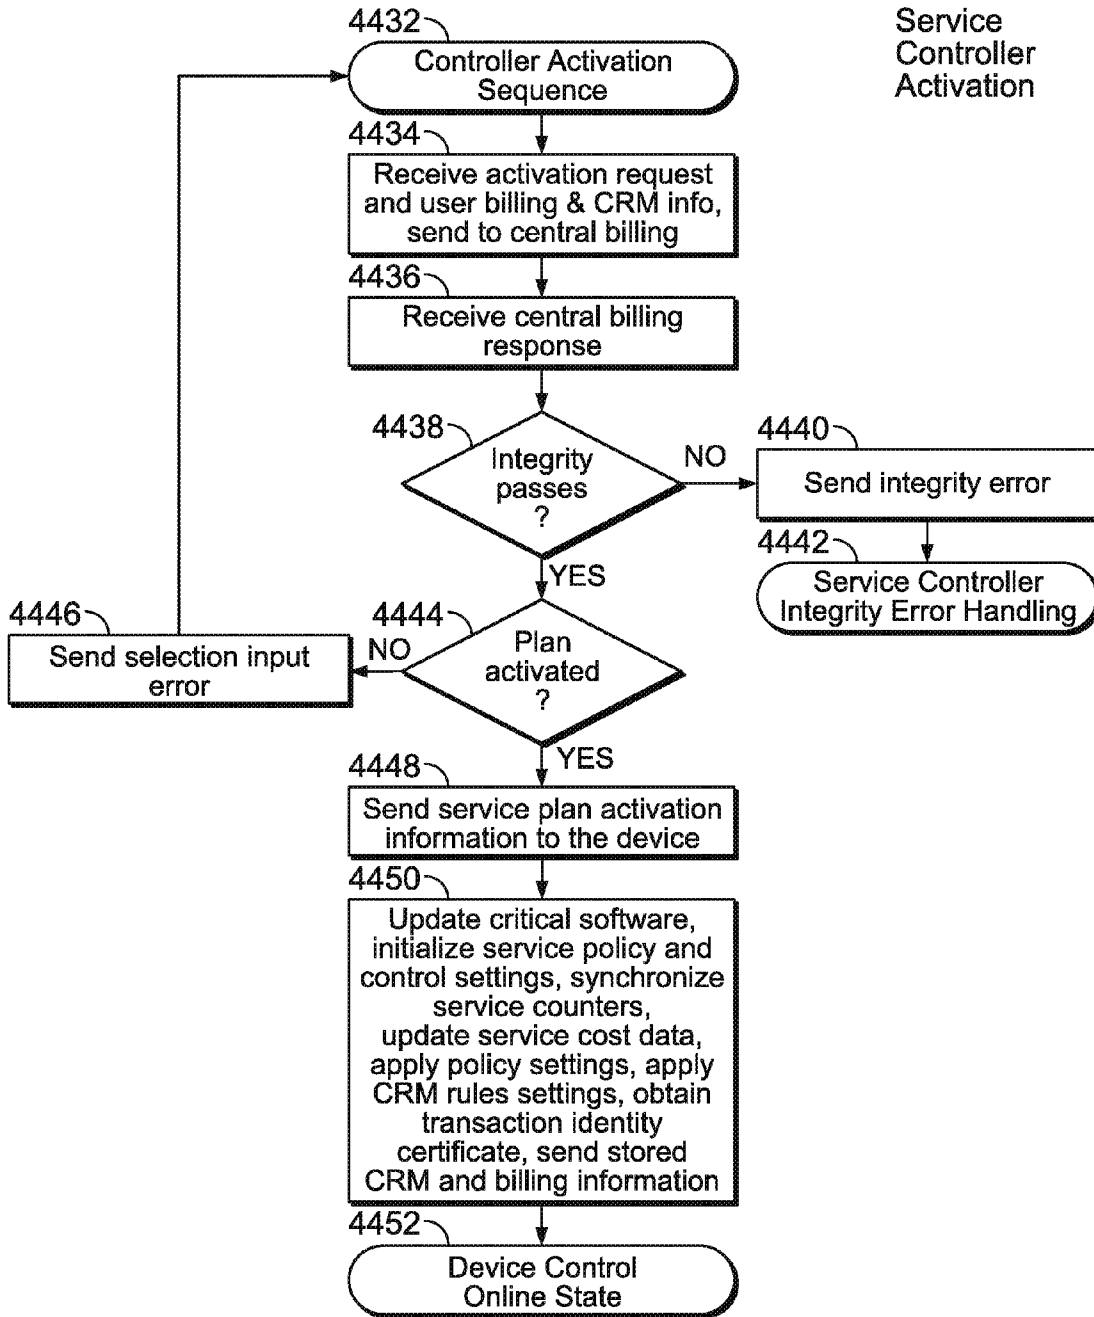 4432
Service
Controller
Activation
Controller Activation
Sequence
4434
Receive activation request
and user billing & CRM info,
send to central billing
4436
Receive central billing
response
4438
Integrity
passes
?
NO
4440
Send integrity error
4442
Service Controller
Integrity Error Handling
YES
4444
Plan
activated
?
NO
4446
Send selection input
error
YES
4448
Send service plan activation
information to the device
4450
Update critical software,
initialize service policy and
control settings, synchronize
service counters,
update service cost data,
apply policy settings, apply
CRM rules settings, obtain
transaction identity
certificate, send stored
CRM and billing information
4452
Device Control
Online State